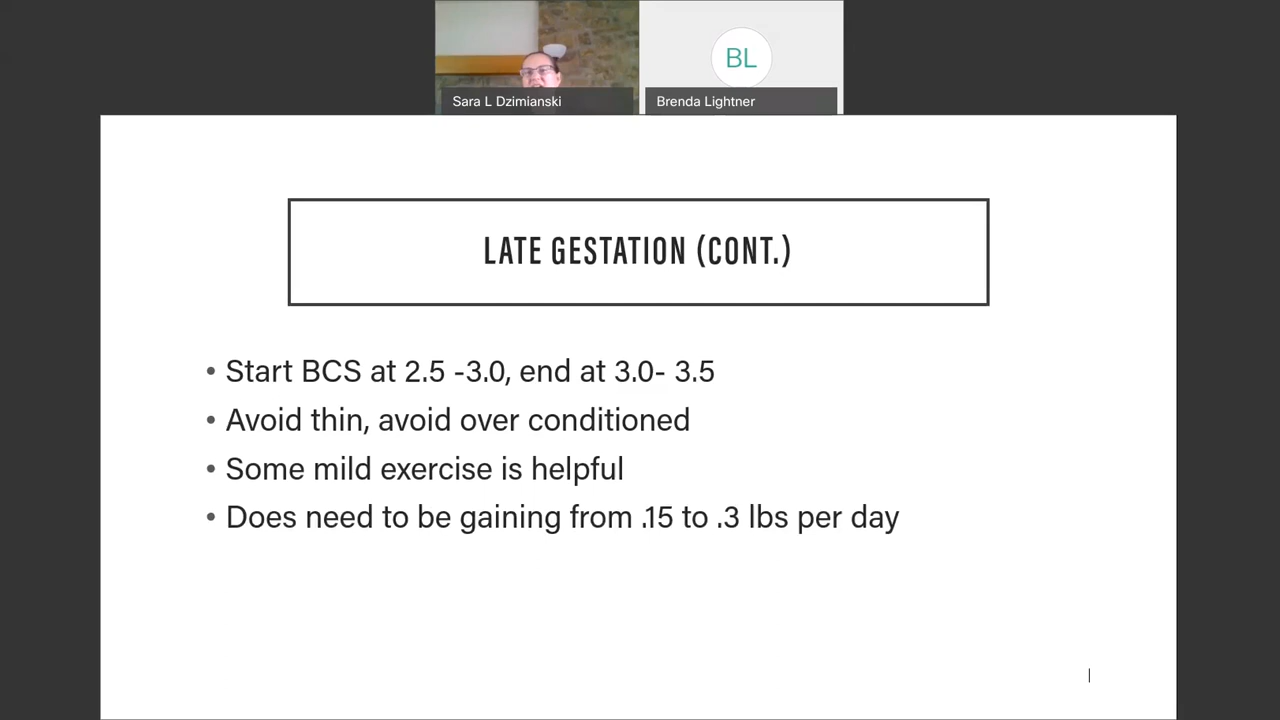 BL
Sara L Dzimianski
Brenda Lightner
LATE GESTATION (CONT.)
• Start BCS at 2.5 -3.0, end at 3.0- 3.5
• Avoid thin, avoid over conditioned
• Some mild exercise is helpful
• Does need to be gaining from .15 to .3 lbs per day